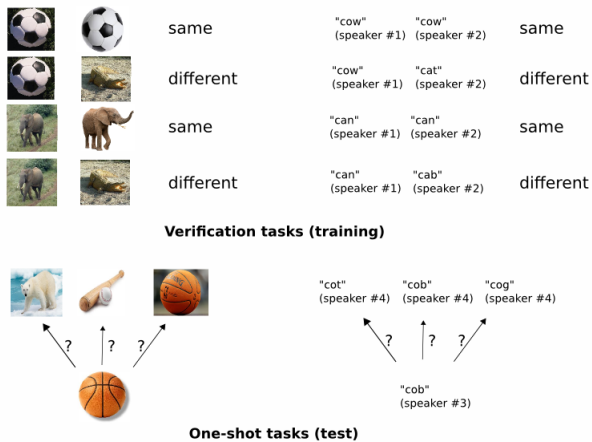 same
"cow" "cow"
(speaker #1) (speaker #2)
same
different
"cow" "cat"
(speaker #1) (speaker #2)
different
same
"can" "can"
(speaker #1) (speaker #2)
same
different
"can" "cab"
(speaker #1) (speaker #2)
different
Verification tasks (training)
"cot" "cob" "cog"
(speaker #4) (speaker #4) (speaker #4)
? ? ?
? ? ?
"cob"
(speaker #3)
One-shot tasks (test)